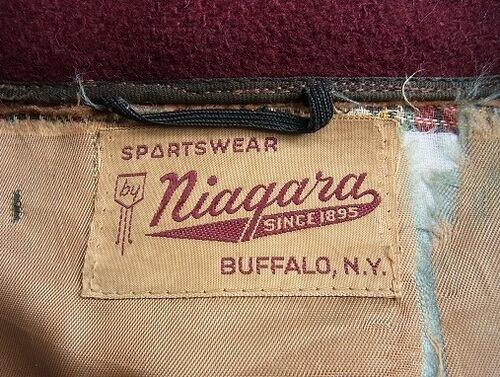 SPORTSWEAR
by Niagara
SINCE 1895
BUFFALO, N.Y.